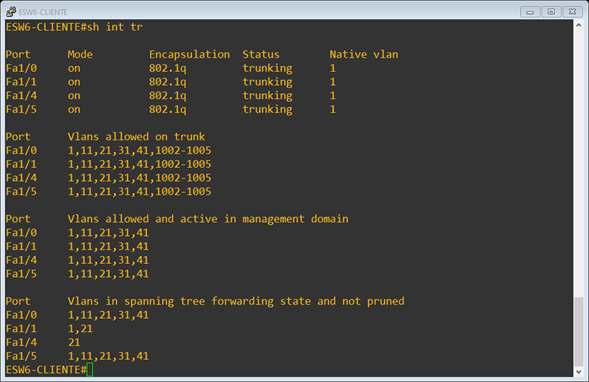 ESW6-CLIENTE
ESW6-CLIENTE#sh int tr
Port Mode Encapsulation Status Native vlan
Fa1/0 on 802.1q trunking 1
Fa1/1 on 802.1q trunking 1
Fa1/4 on 802.1q trunking 1
Fa1/5 on 802.1q trunking 1
Port Vlans allowed on trunk
Fa1/0 1,11,21,31,41,1002-1005
Fa1/1 1,11,21,31,41,1002-1005
Fa1/4 1,11,21,31,41,1002-1005
Fa1/5 1,11,21,31,41,1002-1005
Port Vlans allowed and active in management domain
Fa1/0 1,11,21,31,41
Fa1/1 1,11,21,31,41
Fa1/4 1,11,21,31,41
Fa1/5 1,11,21,31,41
Port Vlans in spanning tree forwarding state and not pruned
Fa1/0 1,11,21,31,41
Fa1/1 1,21
Fa1/4 21
Fa1/5 1,11,21,31,41
ESW6-CLIENTE#